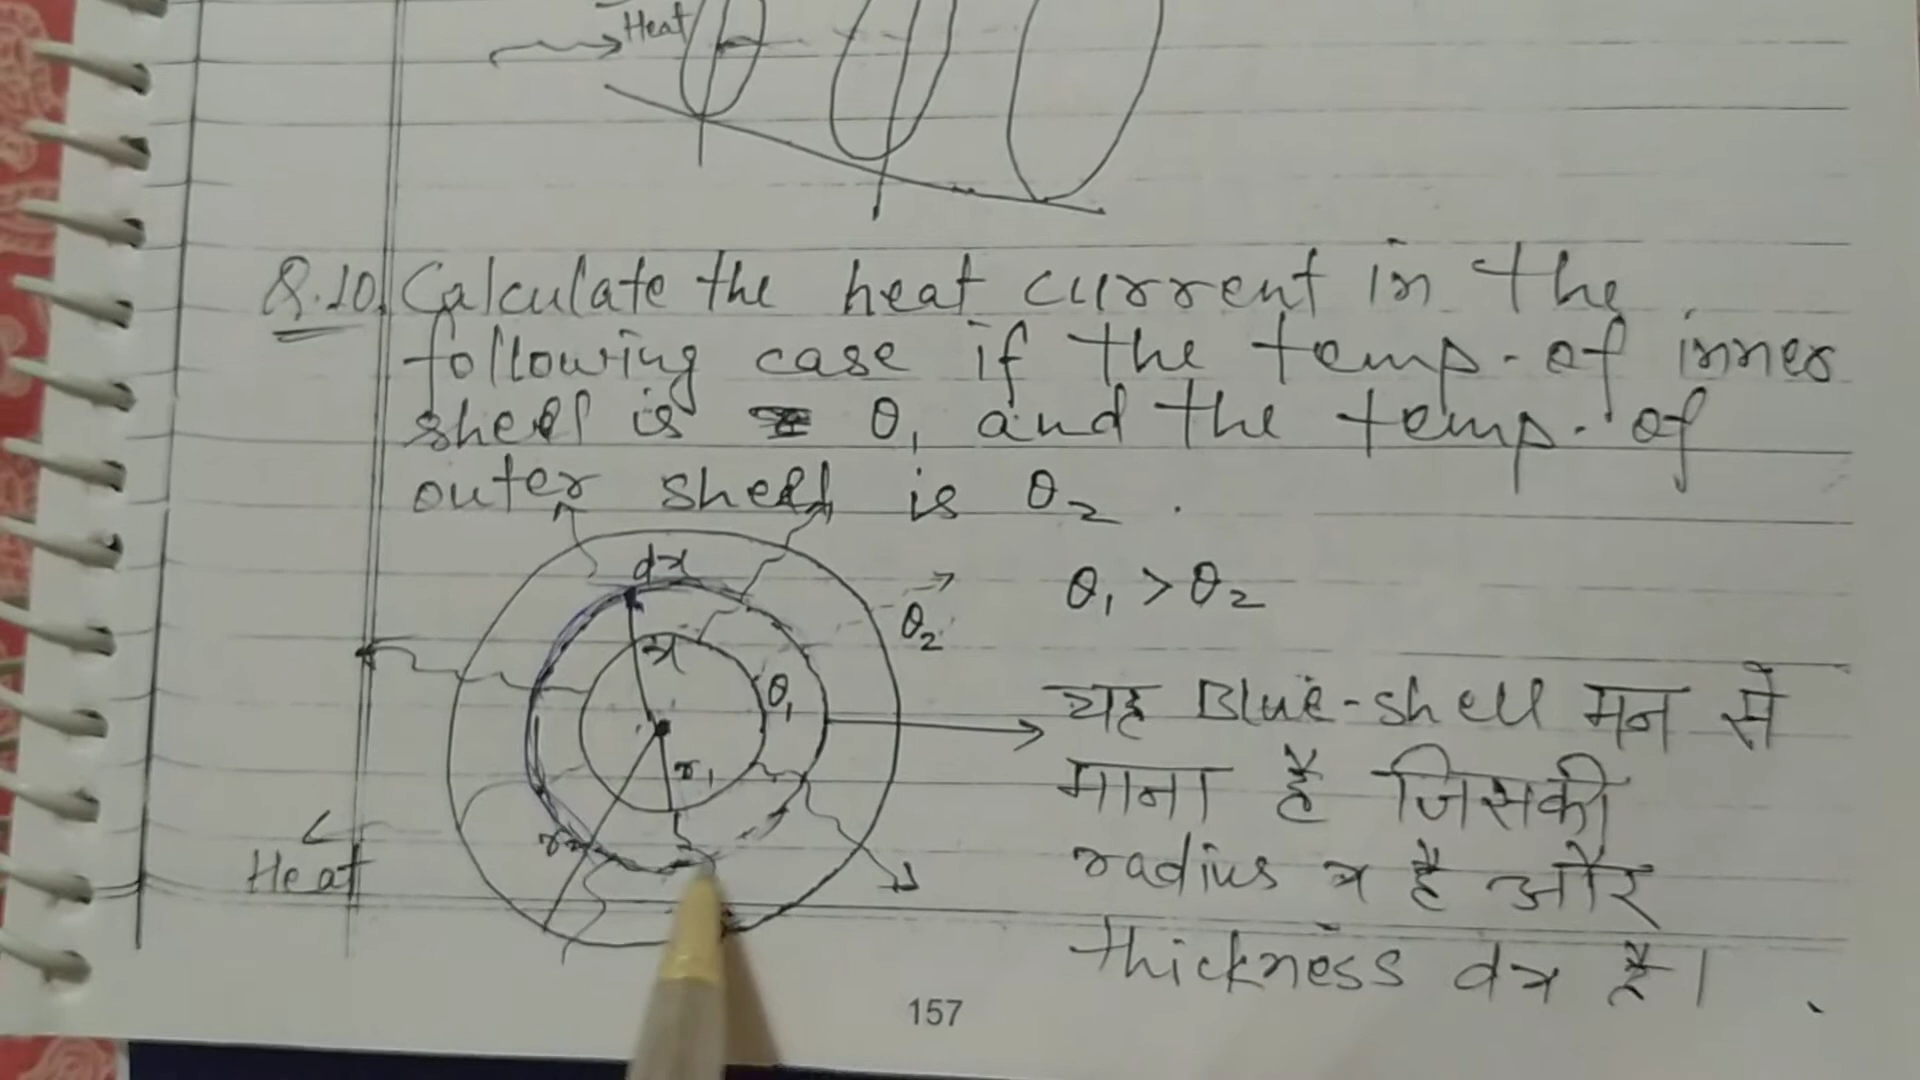 Heat
Q.10. Calculate the heat current in the
following case if the temp. of inner
shell is θ₁ and the temp. of
outer shell is θ₂ .
dx
θ₁ > θ₂
θ₂
x
θ₁
यह Blue-shell मन से
r₁
माना है जिसकी
r₂
radius x है और
Heat
thickness dx है।
157